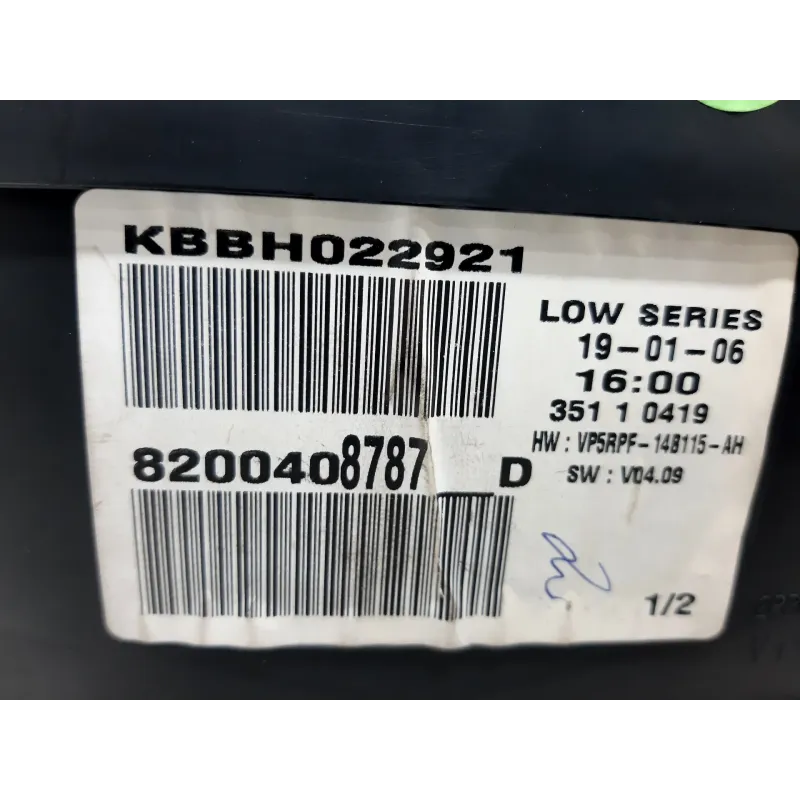 KBBH022921
LOW SERIES
19-01-06
16:00
351 1 0419
HW : VP5RPF-148115-AH
SW : V04.09
8200408787__D
1/2